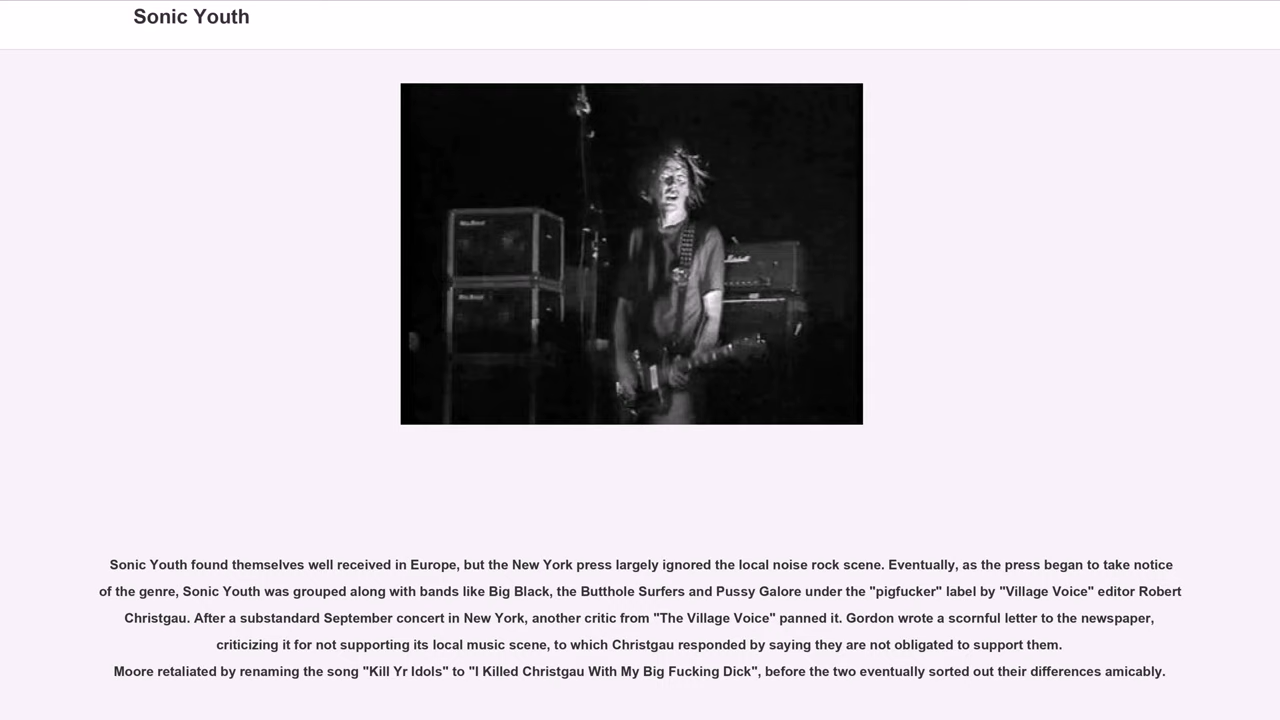 Sonic Youth
Marshall
Sonic Youth found themselves well received in Europe, but the New York press largely ignored the local noise rock scene. Eventually, as the press began to take notice
of the genre, Sonic Youth was grouped along with bands like Big Black, the Butthole Surfers and Pussy Galore under the "pigfucker" label by "Village Voice" editor Robert
Christgau. After a substandard September concert in New York, another critic from "The Village Voice" panned it. Gordon wrote a scornful letter to the newspaper,
criticizing it for not supporting its local music scene, to which Christgau responded by saying they are not obligated to support them.
Moore retaliated by renaming the song "Kill Yr Idols" to "I Killed Christgau With My Big Fucking Dick", before the two eventually sorted out their differences amicably.